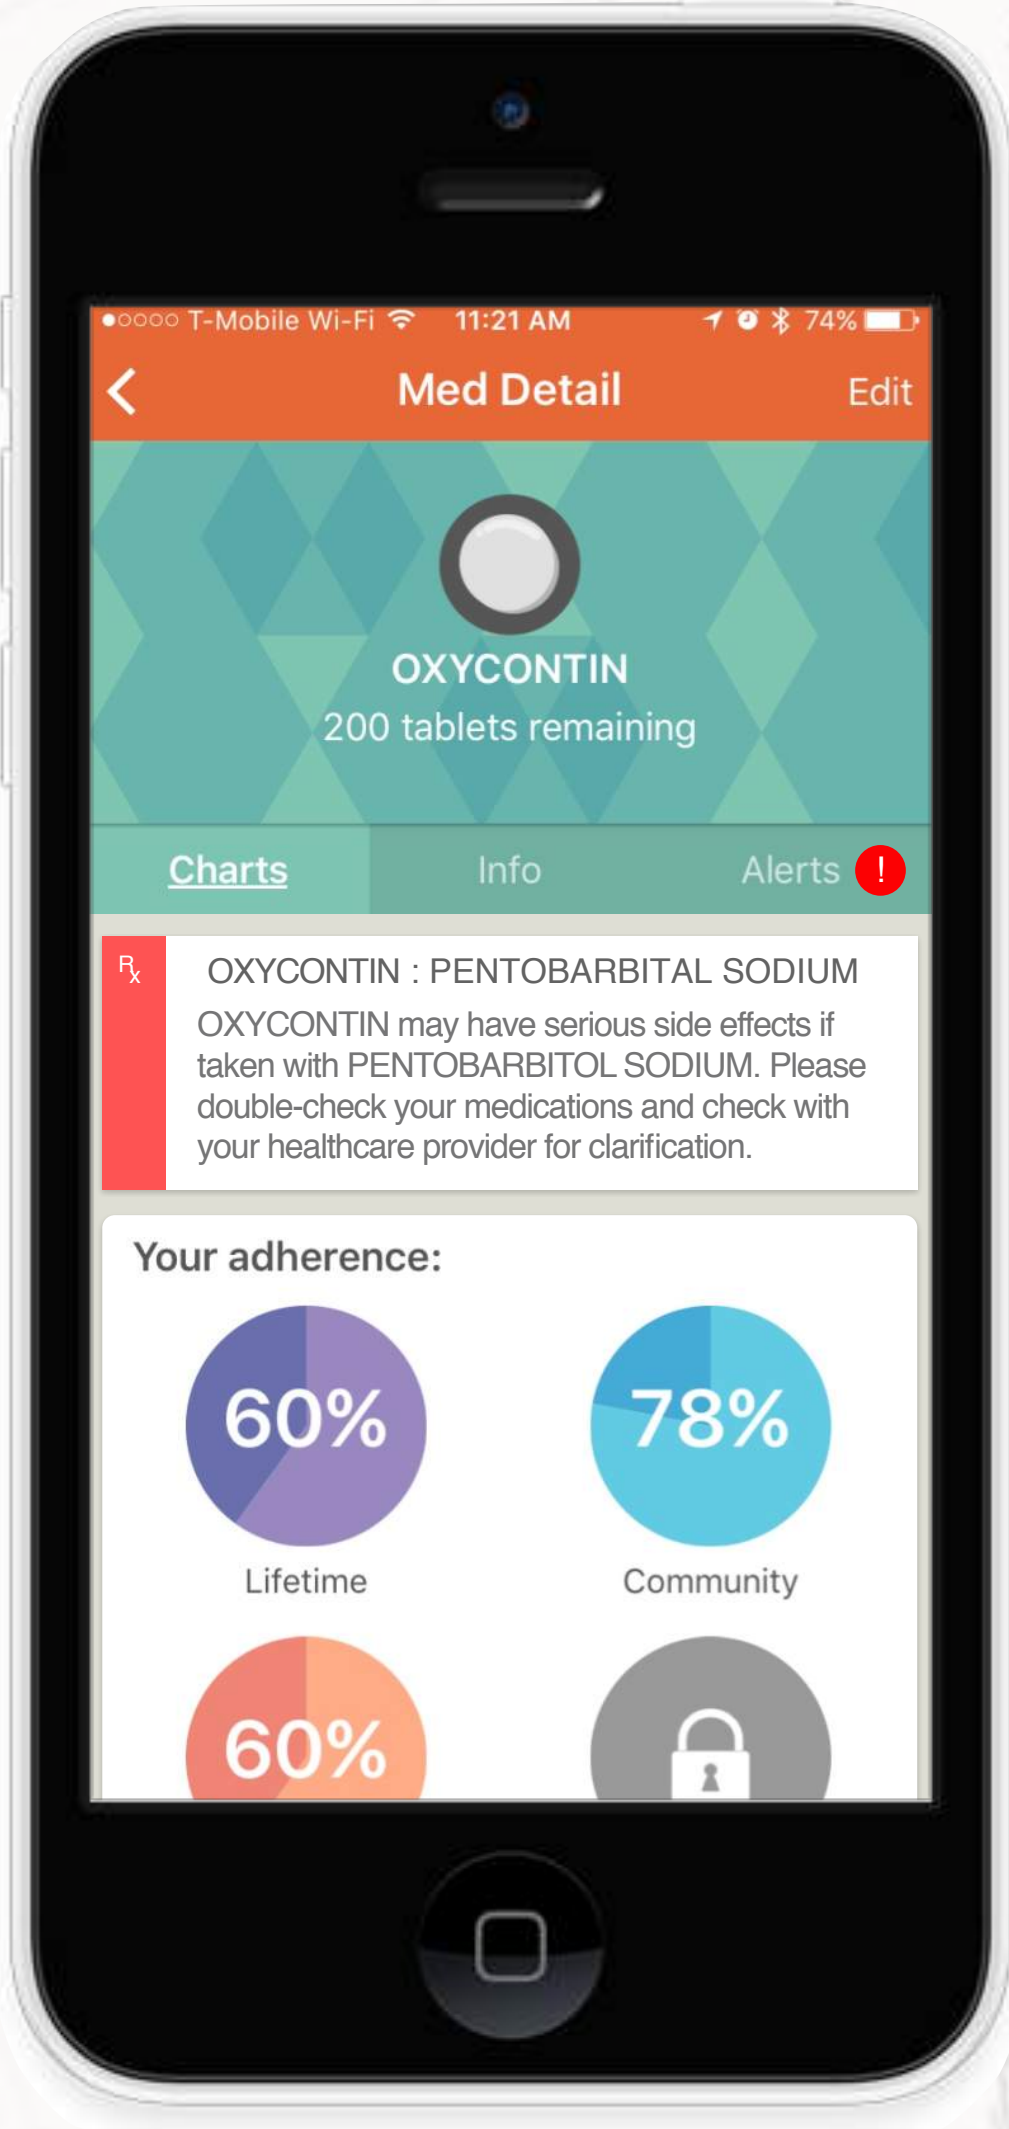 T-Mobile Wi-Fi 11:21 AM 74%
Med Detail Edit
OXYCONTIN
200 tablets remaining
Charts Info Alerts !
Rx OXYCONTIN : PENTOBARBITAL SODIUM
OXYCONTIN may have serious side effects if
taken with PENTOBARBITOL SODIUM. Please
double-check your medications and check with
your healthcare provider for clarification.
Your adherence:
60% 78%
Lifetime Community
60%